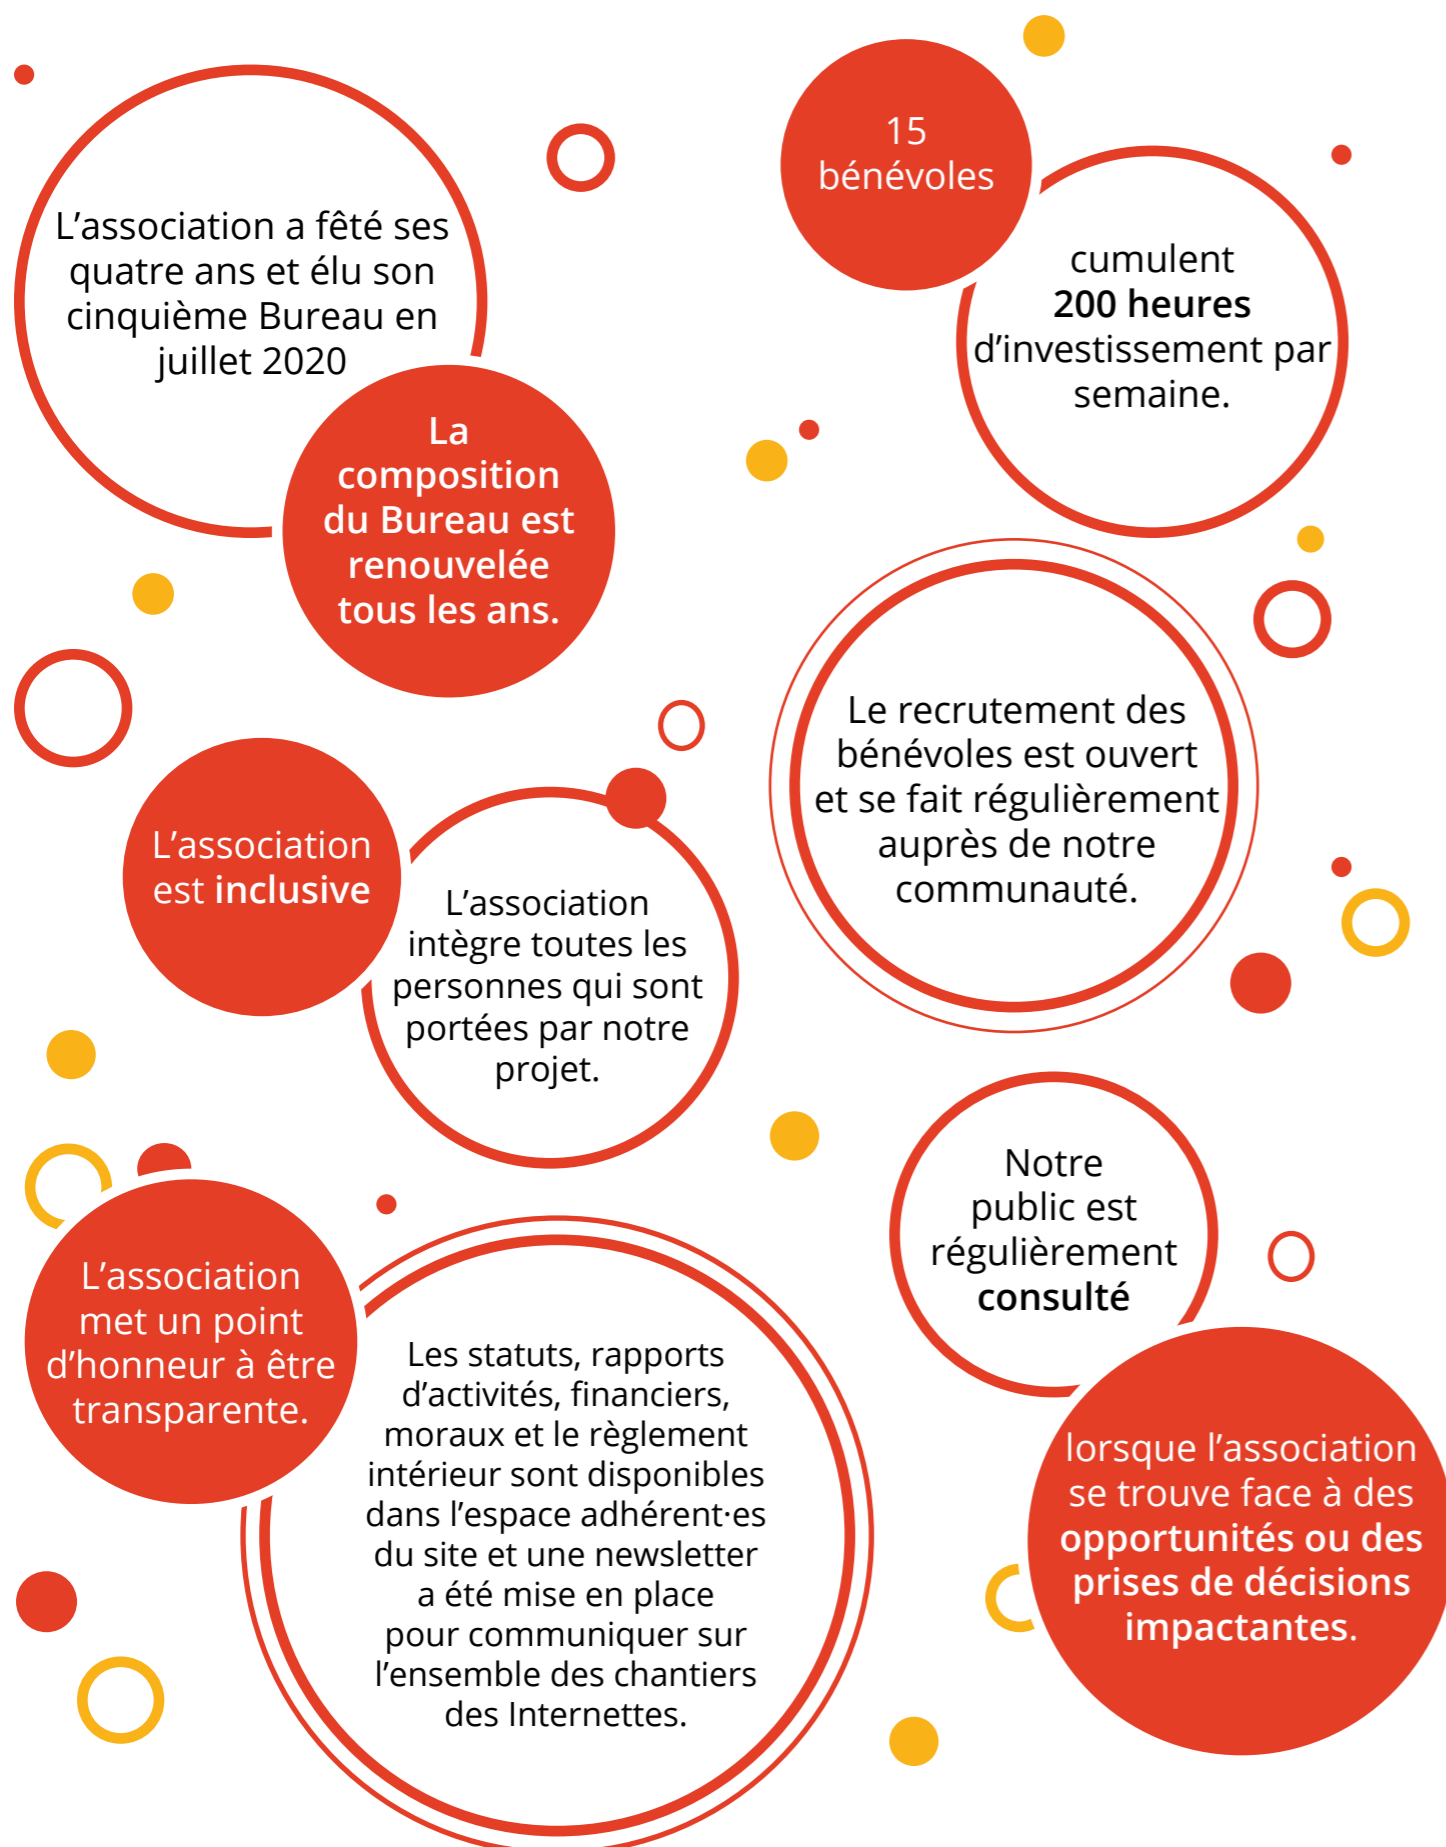 L’association a fêté ses
quatre ans et élu son
cinquième Bureau en
juillet 2020
La
composition
du Bureau est
renouvelée
tous les ans.
15
bénévoles
cumulent
200 heures
d’investissement par
semaine.
Le recrutement des
bénévoles est ouvert
et se fait régulièrement
auprès de notre
communauté.
L’association
est inclusive
L’association
intègre toutes les
personnes qui sont
portées par notre
projet.
Notre
public est
régulièrement
consulté
lorsque l’association
se trouve face à des
opportunités ou des
prises de décisions
impactantes.
L’association
met un point
d’honneur à être
transparente.
Les statuts, rapports
d’activités, financiers,
moraux et le règlement
intérieur sont disponibles
dans l’espace adhérent·es
du site et une newsletter
a été mise en place
pour communiquer sur
l’ensemble des chantiers
des Internettes.